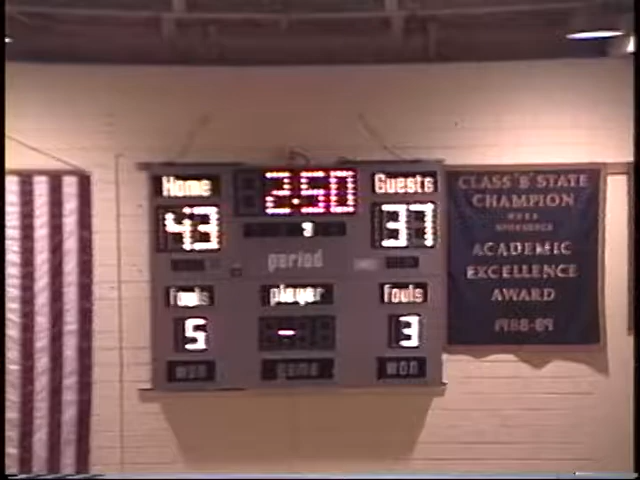 Home 2:50 Guests
43 37
period
fouls player fouls
5 3
won game won
CLASS "B" STATE
CHAMPION
ACADEMIC
EXCELLENCE
AWARD
1988-89